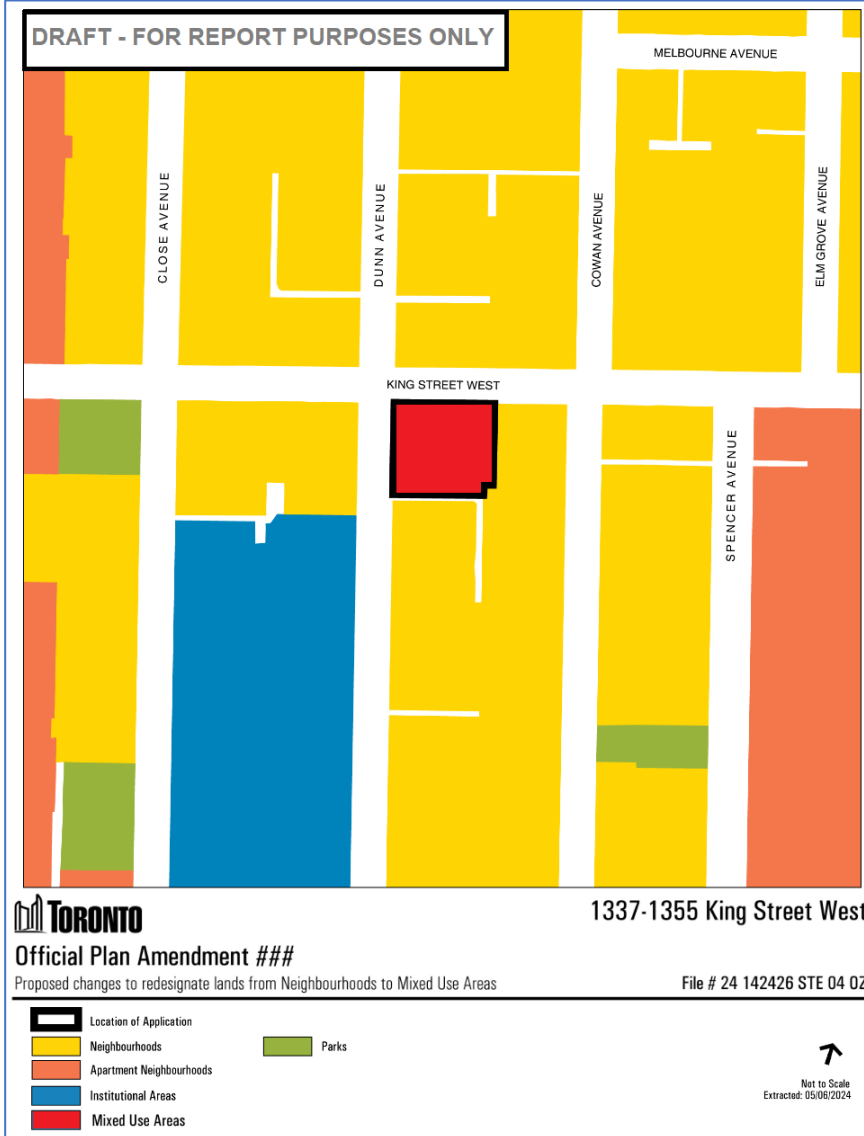 DRAFT - FOR REPORT PURPOSES ONLY
MELBOURNE AVENUE
CLOSE AVENUE
DUNN AVENUE
COWAN AVENUE
ELM GROVE AVENUE
KING STREET WEST
SPENCER AVENUE
TORONTO
1337-1355 King Street West
Official Plan Amendment ###
Proposed changes to redesignate lands from Neighbourhoods to Mixed Use Areas
File # 24 142426 STE 04 OZ
Location of Application
Neighbourhoods
Parks
Apartment Neighbourhoods
Institutional Areas
Mixed Use Areas
Not to Scale
Extracted: 05/06/2024